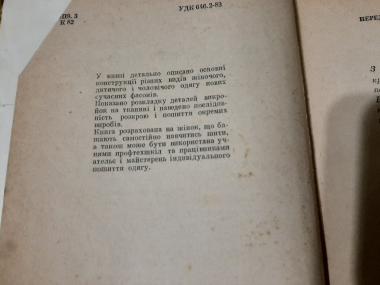 УДК 646.2-83
К 82
У книзі детально описано основні
конструкції різних видів жіночого,
дитячого і чоловічого одягу нових
сучасних фасонів.
Показано розкладку деталей викро-
йок на тканині і наведено послідов-
ність розкрою і пошиття окремих
виробів.
Книга розрахована на жінок, що ба-
жають самостійно навчитись шити,
а також може бути використана уч-
нями профтехшкіл та працівниками
ательє і майстерень індивідуального
пошиття одягу.